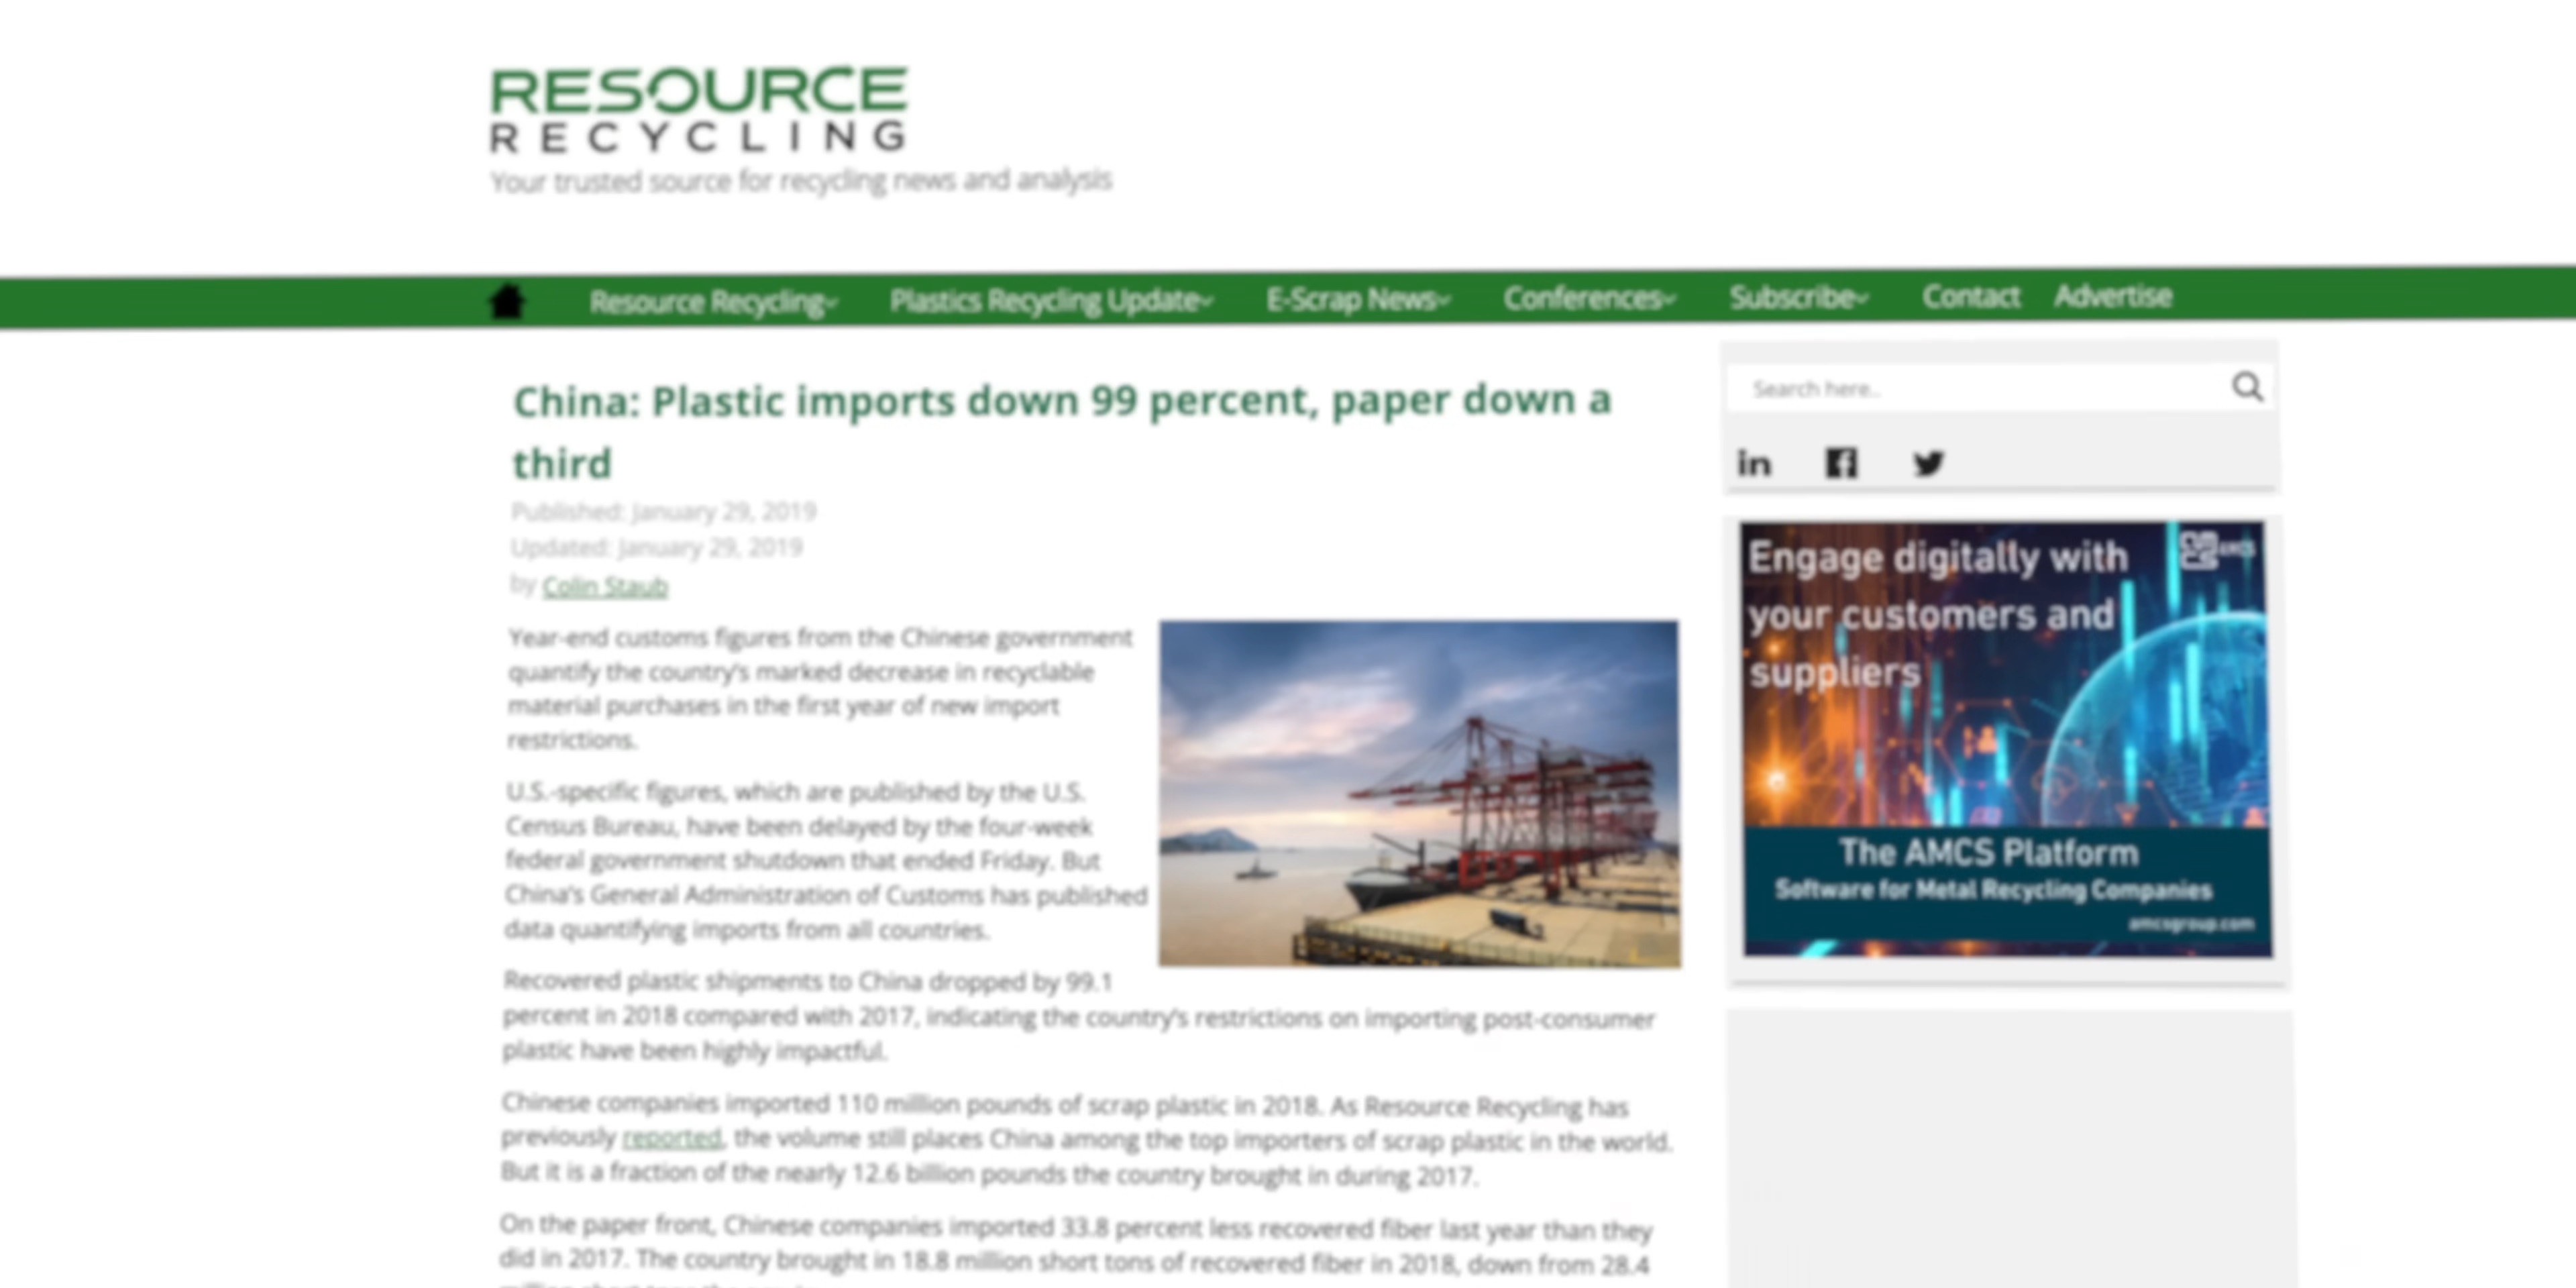 RESOURCE
RECYCLING
Your trusted source for recycling news and analysis
Resource Recycling
Plastics Recycling Update
E-Scrap News
Conferences
Subscribe
Contact
Advertise
China: Plastic imports down 99 percent, paper down a
third
Published: January 29, 2019
Updated: January 29, 2019
by Colin Staub
Year-end customs figures from the Chinese government
quantify the country's marked decrease in recyclable
material purchases in the first year of new import
restrictions.
U.S.-specific figures, which are published by the U.S.
Census Bureau, have been delayed by the four-week
federal government shutdown that ended Friday. But
China's General Administration of Customs has published
data quantifying imports from all countries.
Recovered plastic shipments to China dropped by 99.1
percent in 2018 compared with 2017, indicating the country's restrictions on importing post-consumer
plastic have been highly impactful.
Chinese companies imported 110 million pounds of scrap plastic in 2018. As Resource Recycling has
previously reported, the volume still places China among the top importers of scrap plastic in the world.
But it is a fraction of the nearly 12.6 billion pounds the country brought in during 2017.
On the paper front, Chinese companies imported 33.8 percent less recovered fiber last year than they
did in 2017. The country brought in 18.8 million short tons of recovered fiber in 2018, down from 28.4
Search here..
in
Engage digitally with
your customers and
suppliers
AMCS
The AMCS Platform
Software for Metal Recycling Companies
amcsgroup.com